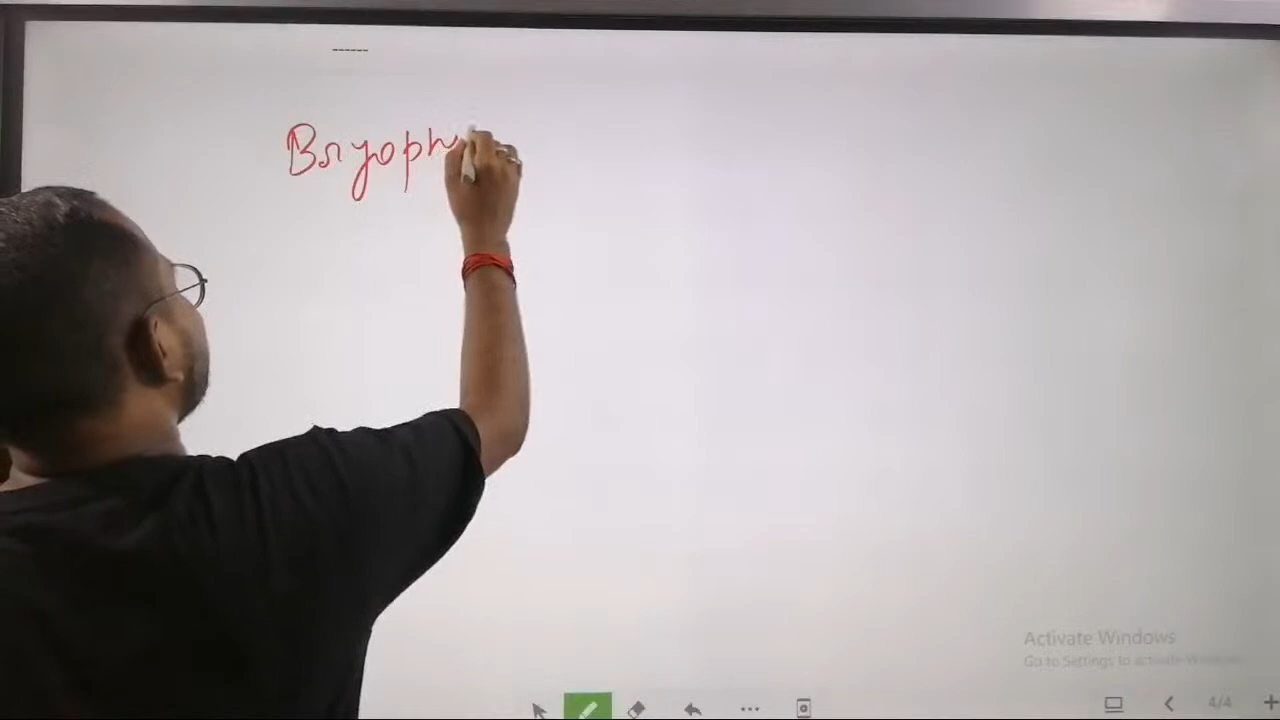 ------
Bryoph
Activate Windows
Go to Settings to activate Windows.
4/4